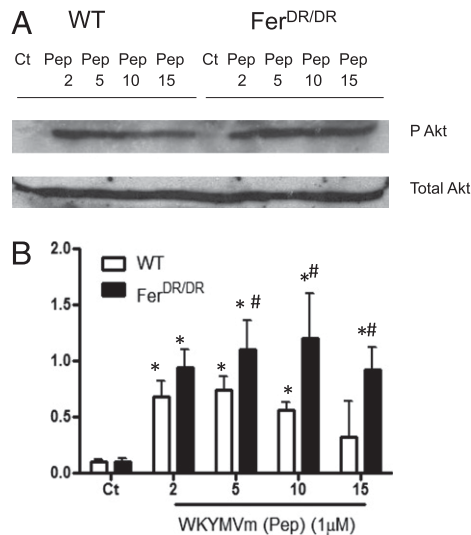 A WT Fer^DR/DR
Ct Pep Pep Pep Pep Ct Pep Pep Pep Pep
2 5 10 15 2 5 10 15
P Akt
Total Akt
B
2.0
WT
Fer^DR/DR
1.5
1.0
0.5
0.0
* * * * # * *# *#
Ct 2 5 10 15
WKYMVm (Pep) (1µM)